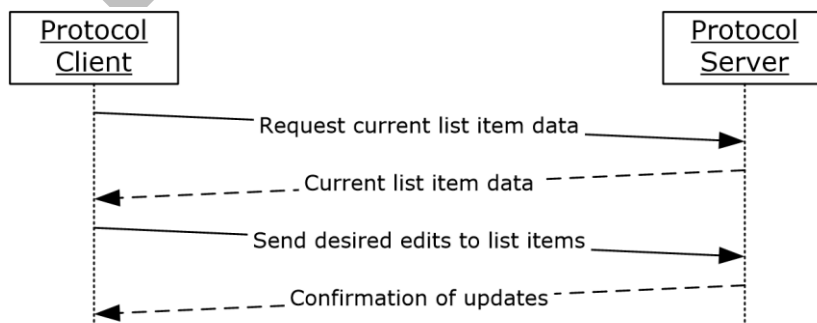 Protocol
Client
Protocol
Server
Request current list item data
Current list item data
Send desired edits to list items
Confirmation of updates